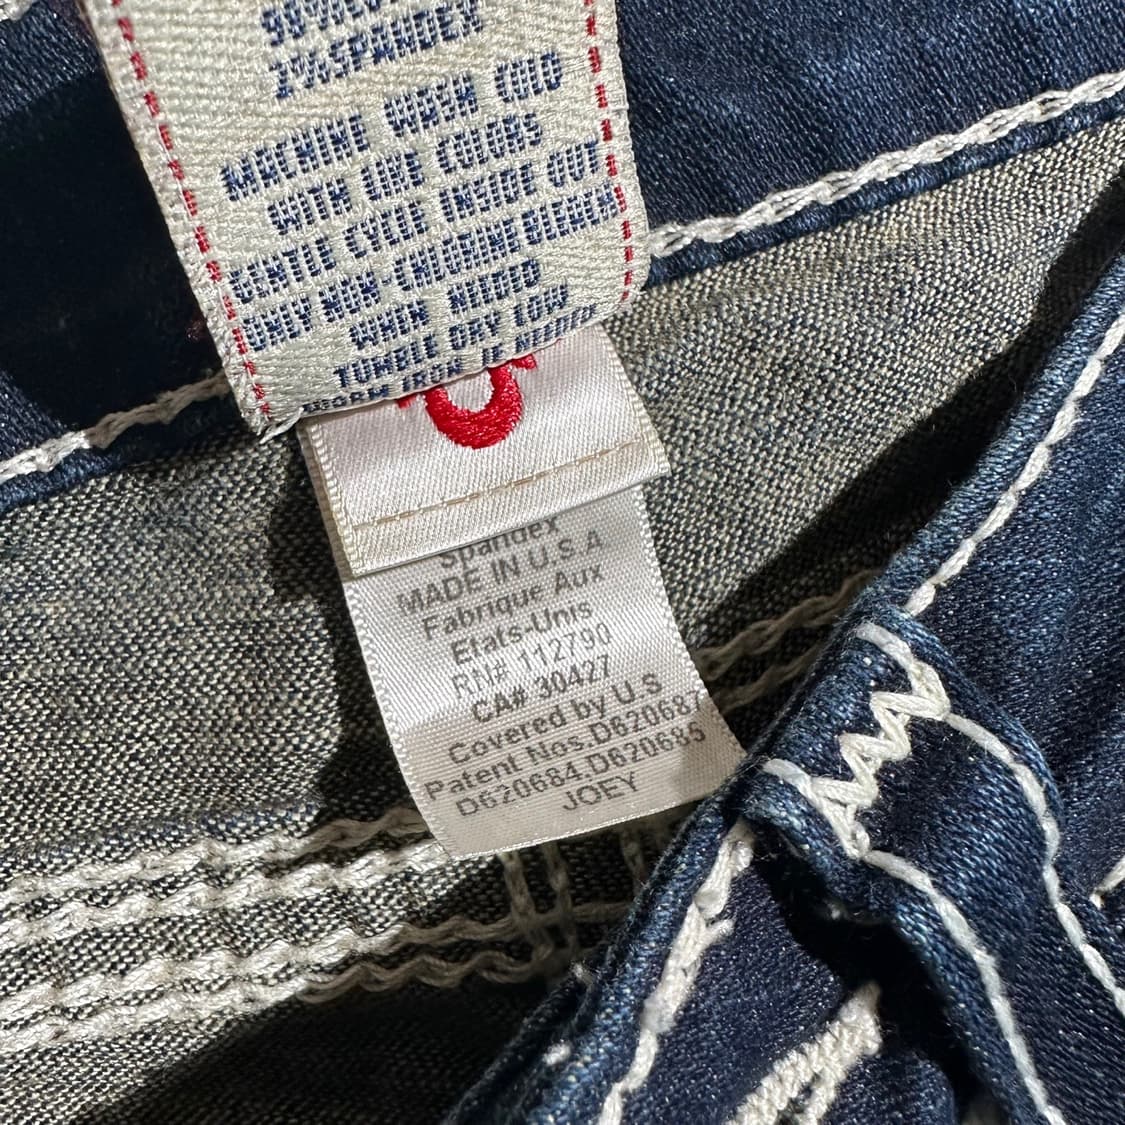 2% SPANDEX
MACHINE WASH COLD
WITH LIKE COLORS
GENTLE CYCLE INSIDE OUT
ONLY NON-CHLORINE BLEACH
WHEN NEEDED
TUMBLE DRY LOW
WARM IRON IF NEEDED
Spandex
MADE IN U.S.A
Fabrique Aux
Etats-Unis
RN# 112790
CA# 30427
Covered by U.S
Patent Nos.D620687
D620684,D620685
JOEY